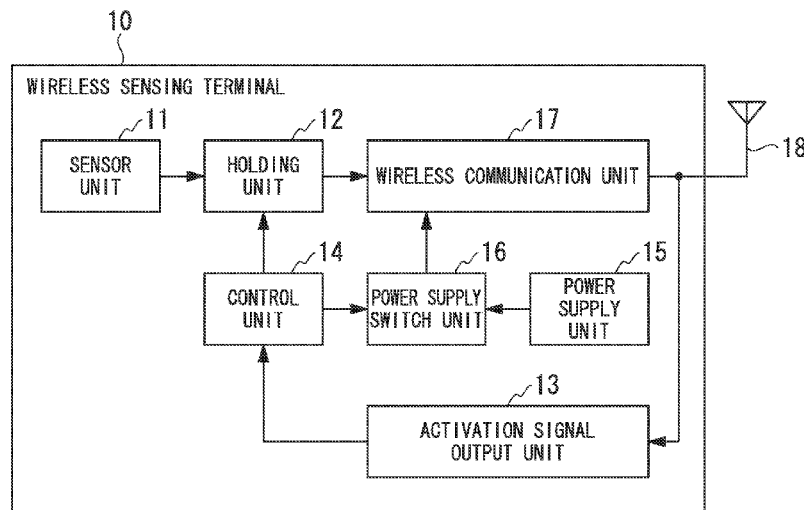 10
WIRELESS SENSING TERMINAL
11
12
17
SENSOR
UNIT
HOLDING
UNIT
WIRELESS COMMUNICATION UNIT
18
14
16
15
CONTROL
UNIT
POWER SUPPLY
SWITCH UNIT
POWER
SUPPLY
UNIT
13
ACTIVATION SIGNAL
OUTPUT UNIT